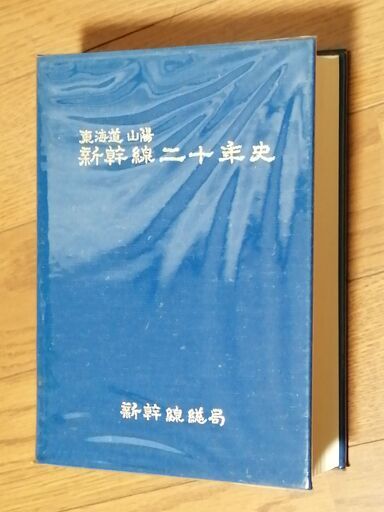 東海道 山陽
新幹線二十年史
新幹線総局